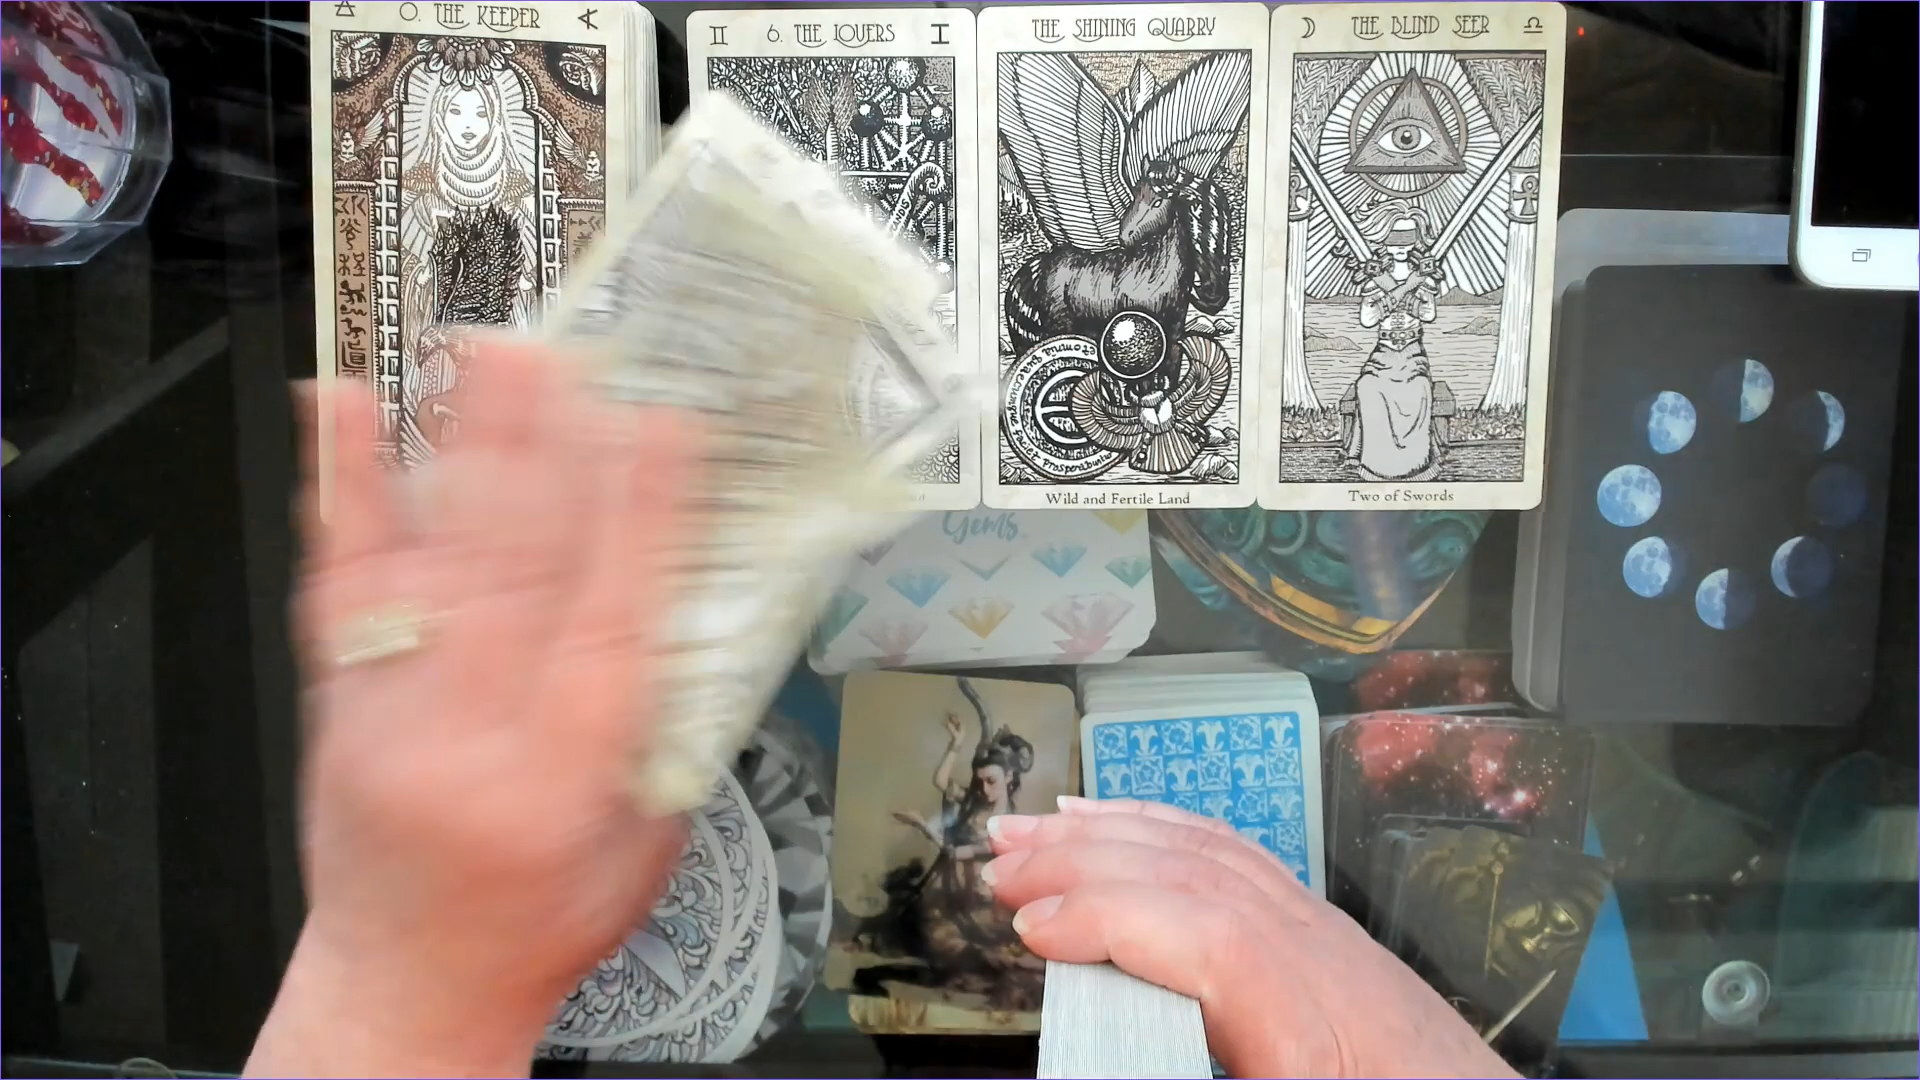 0. THE KEEPER
6. THE LOVERS
THE SHINING QUARRY
THE BLIND SEER
Wild and Fertile Land
Two of Swords
Gems